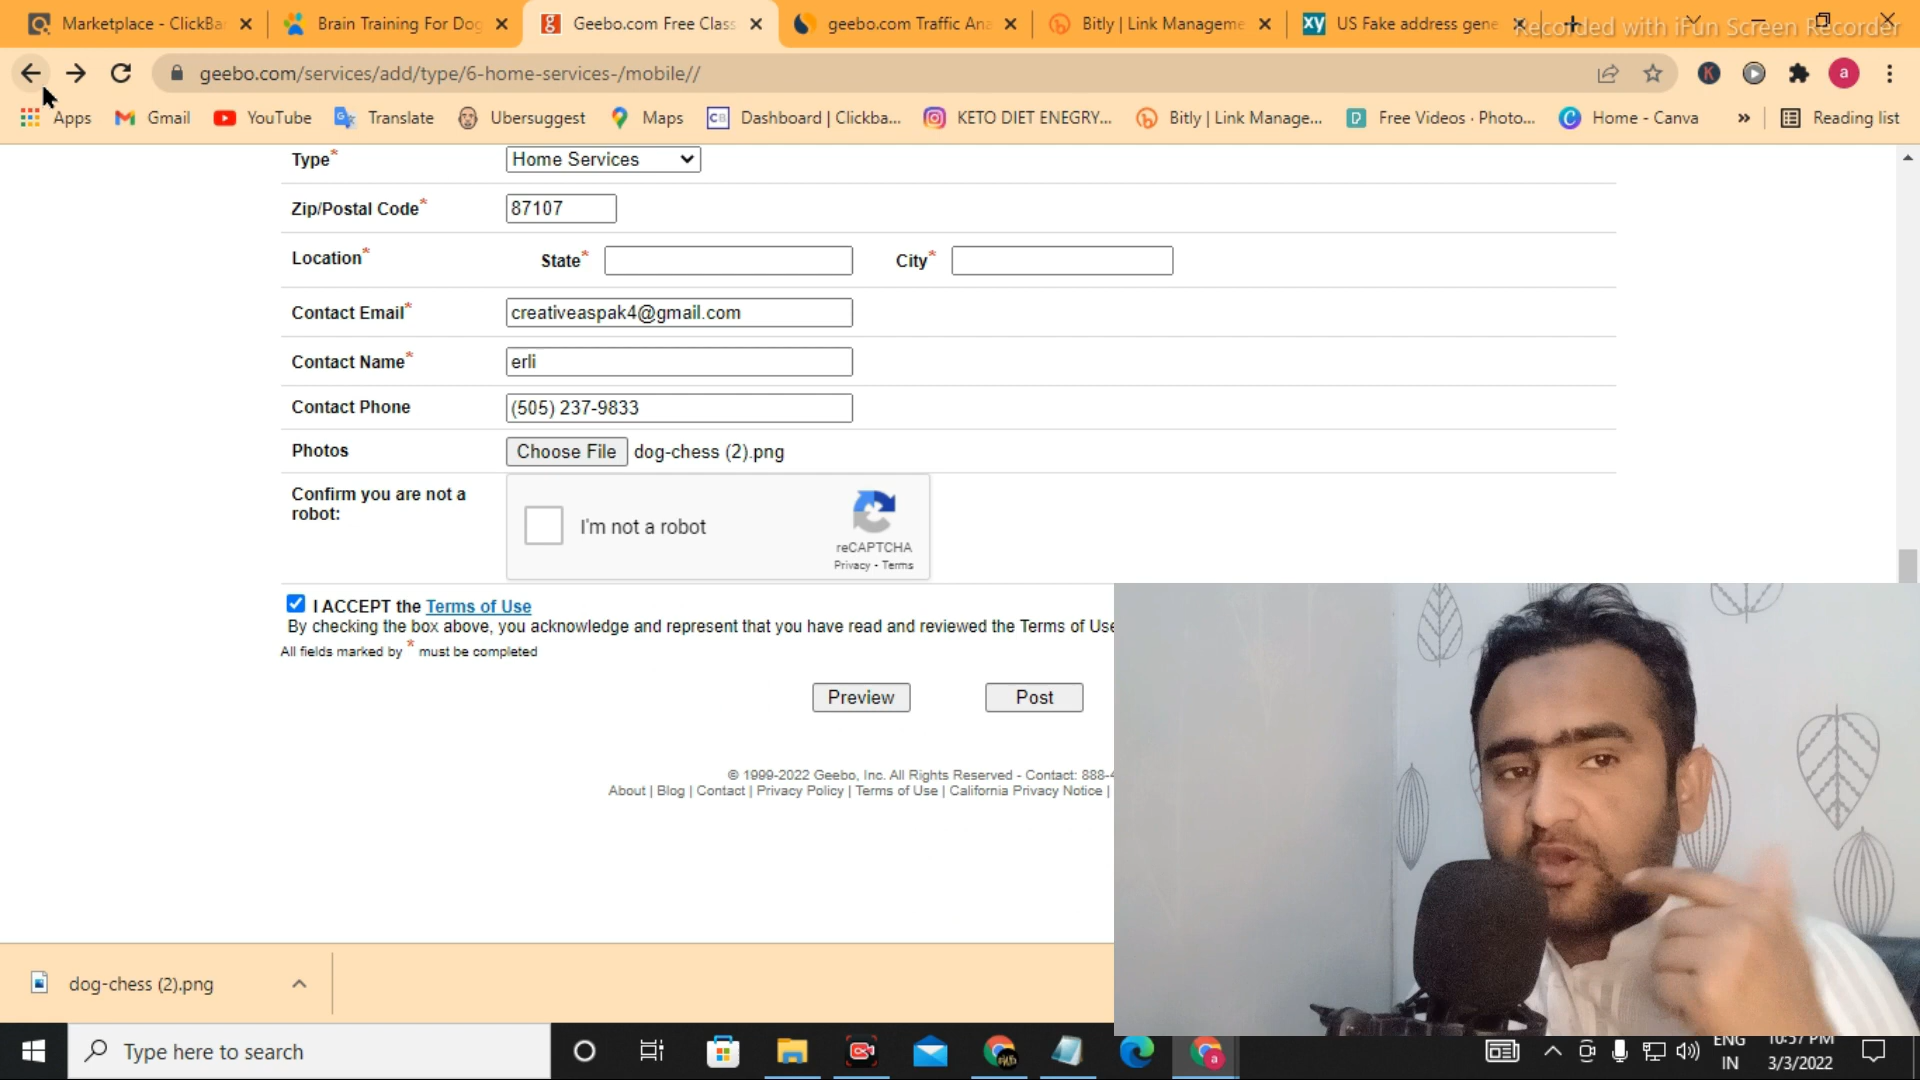 Marketplace - ClickBa
Brain Training For Dog
Geebo.com Free Class
geebo.com Traffic Ana
Bitly | Link Manageme
US Fake address gene
Recorded with iFun Screen Recorder
geebo.com/services/add/type/6-home-services-/mobile//
K
a
Apps
Gmail
YouTube
Translate
Ubersuggest
Maps
CB
Dashboard | Clickba...
KETO DIET ENEGRY...
Bitly | Link Manage...
Free Videos · Photo...
Home - Canva
»
Reading list
Type*
Home Services
Zip/Postal Code*
87107
Location*
State*
City*
Contact Email*
creativeaspak4@gmail.com
Contact Name*
erli
Contact Phone
(505) 237-9833
Photos
Choose File
dog-chess (2).png
Confirm you are not a
robot:
I'm not a robot
reCAPTCHA
Privacy - Terms
I ACCEPT the Terms of Use
By checking the box above, you acknowledge and represent that you have read and reviewed the Terms of Use
All fields marked by * must be completed
Preview
Post
© 1999-2022 Geebo, Inc. All Rights Reserved - Contact: 888-4
About | Blog | Contact | Privacy Policy | Terms of Use | California Privacy Notice |
dog-chess (2).png
Type here to search
ENG
IN
10:57 PM
3/3/2022